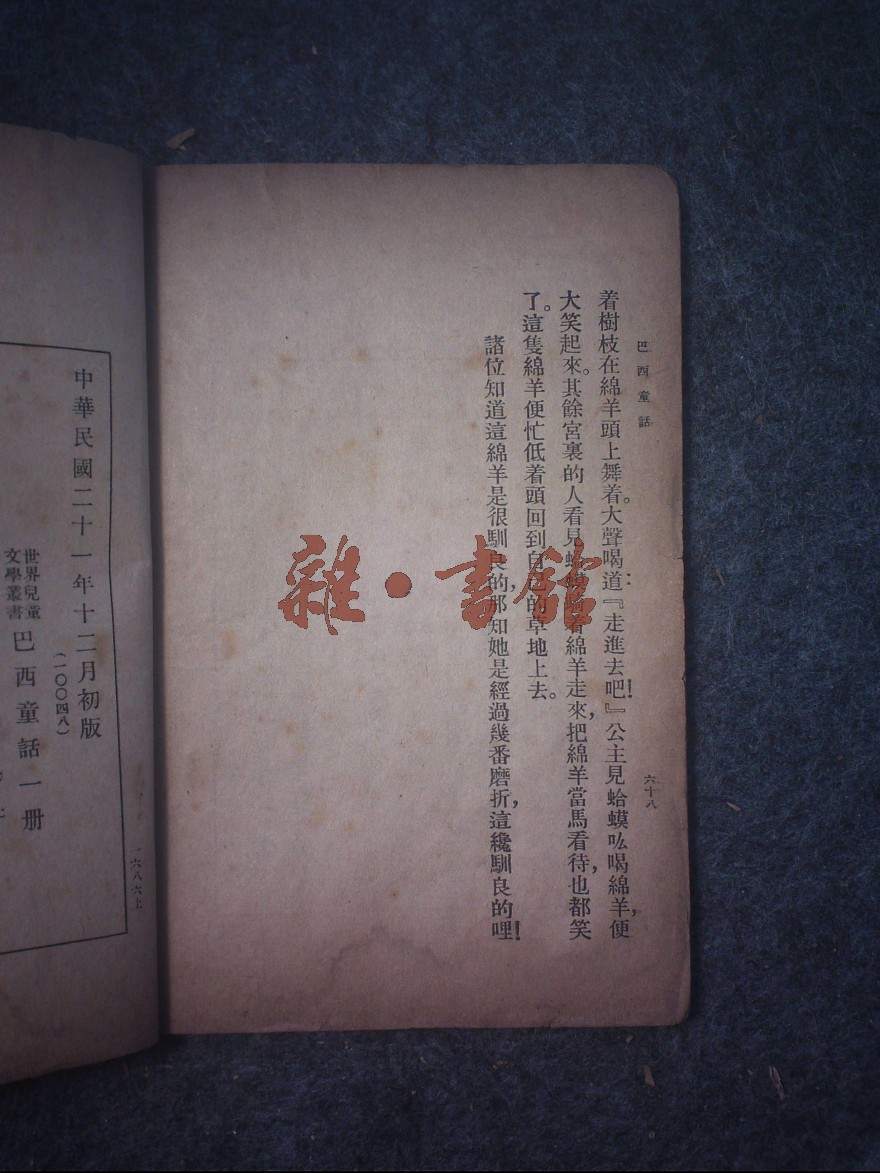 巴西童話
六十八
着樹枝在綿羊頭上舞着。大聲喝道：『走進去吧！』公主見蛤蟆吆喝綿羊，便
大笑起來。其餘宮裏的人看見蛤蟆騎着綿羊走來，把綿羊當馬看待，也都笑
了。這隻綿羊便忙低着頭回到自己的草地上去。
諸位知道這綿羊是很馴良的，那知她是經過幾番磨折，這纔馴良的哩！
雜·書館
中華民國二十一年十二月初版
（一〇〇四八）
世界兒童文學叢書 巴西童話一册
一六八六上